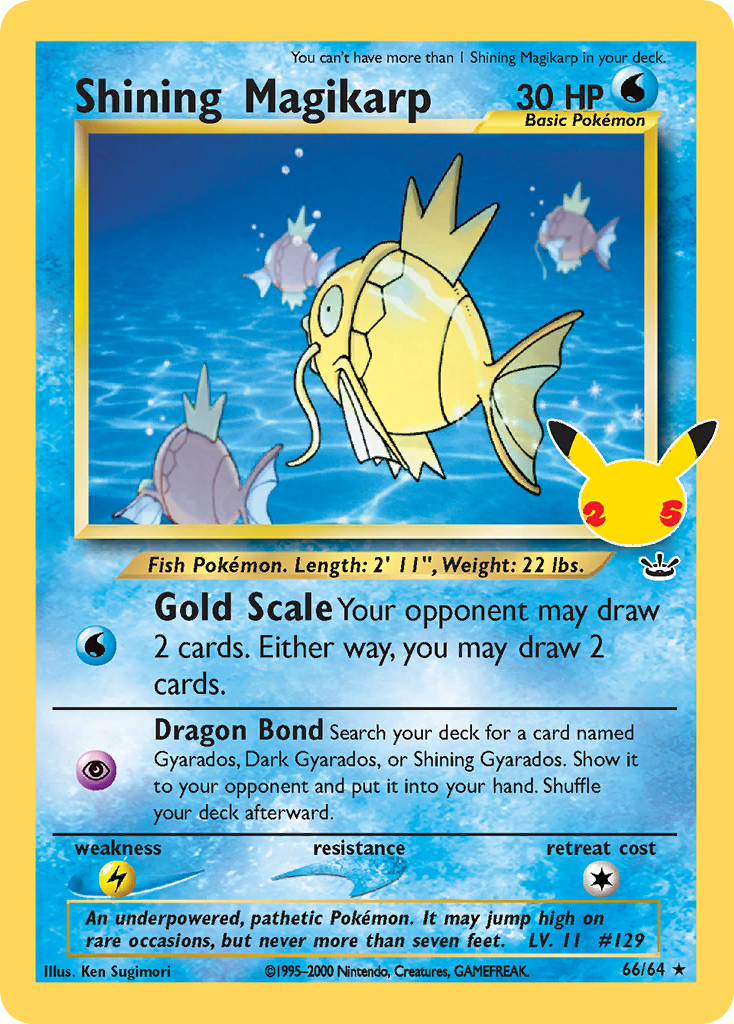 You can't have more than 1 Shining Magikarp in your deck.
Shining Magikarp 30 HP
Basic Pokémon
25
Fish Pokémon. Length: 2' 11", Weight: 22 lbs.
Gold Scale Your opponent may draw
2 cards. Either way, you may draw 2
cards.
Dragon Bond Search your deck for a card named
Gyarados, Dark Gyarados, or Shining Gyarados. Show it
to your opponent and put it into your hand. Shuffle
your deck afterward.
weakness resistance retreat cost
An underpowered, pathetic Pokémon. It may jump high on
rare occasions, but never more than seven feet. LV. 11 #129
Illus. Ken Sugimori ©1995–2000 Nintendo, Creatures, GAMEFREAK. 66/64 ★